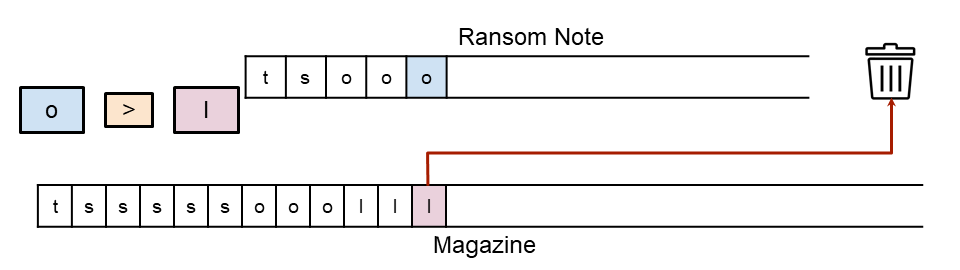 Ransom Note
t s o o o
o > l
t s s s s s o o o l l l
Magazine